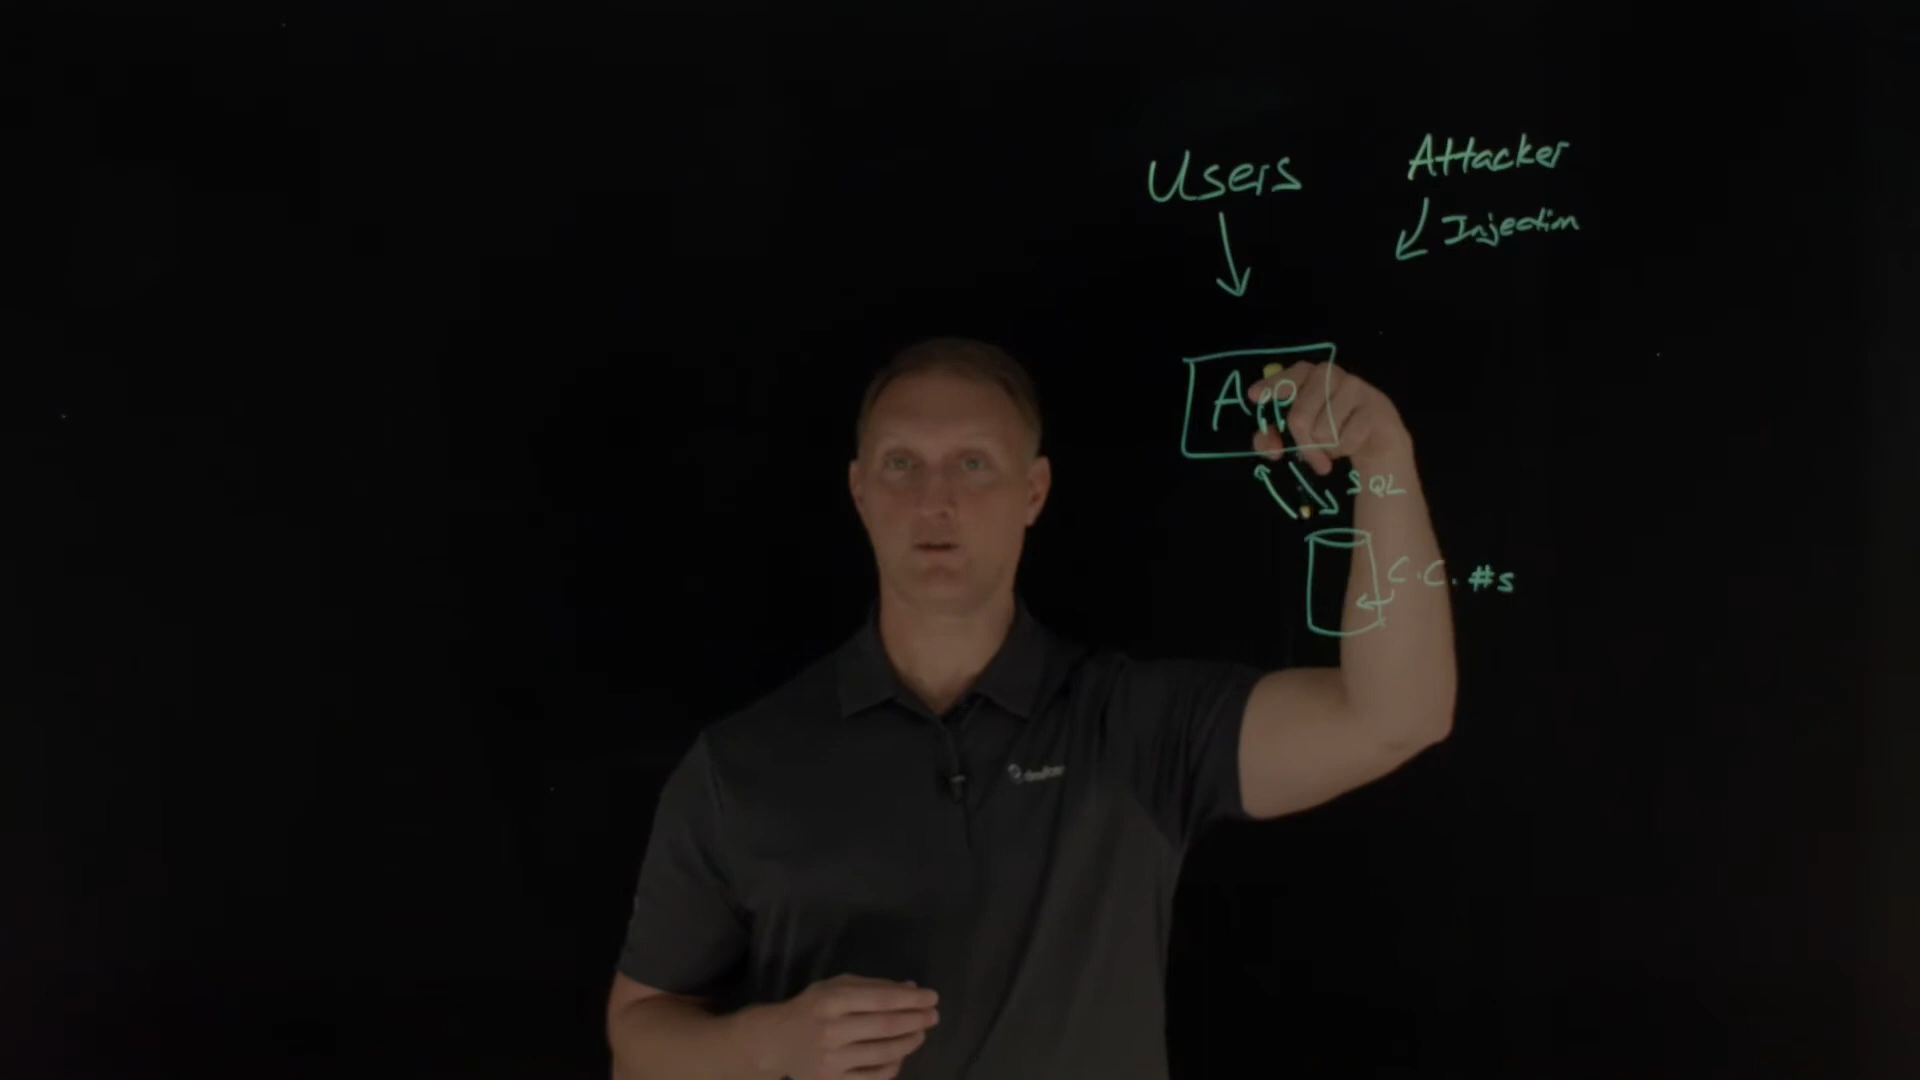 Users
Attacker
Injection
App
SQL
C.C. #s